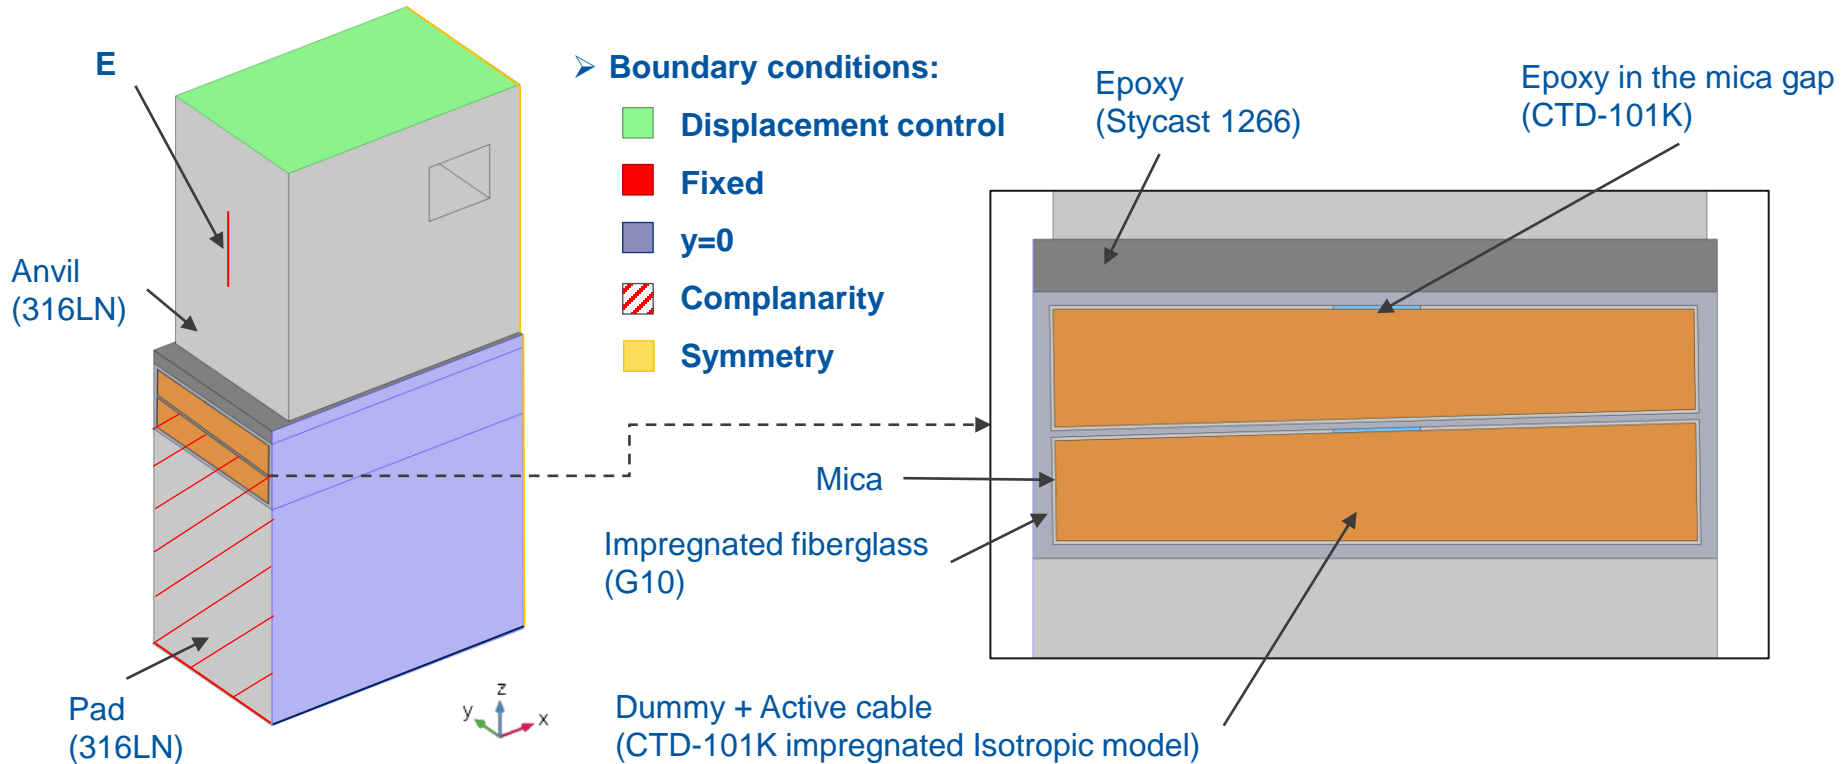 E
➢ Boundary conditions:
Displacement control
Fixed
y=0
Complanarity
Symmetry
Anvil
(316LN)
Pad
(316LN)
z
y
x
Epoxy
(Stycast 1266)
Epoxy in the mica gap
(CTD-101K)
Mica
Impregnated fiberglass
(G10)
Dummy + Active cable
(CTD-101K impregnated Isotropic model)